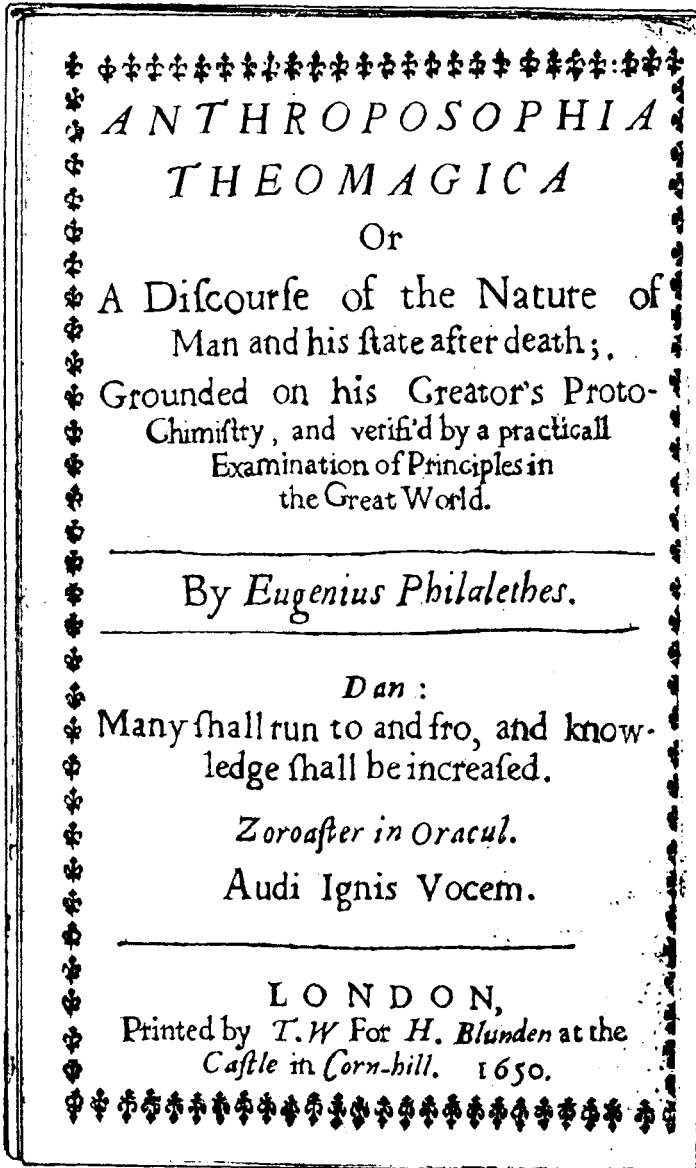 ANTHROPOSOPHIA
THEOMAGICA
Or
A Diſcourſe of the Nature of
Man and his ſtate after death;.
Grounded on his Creator's Proto-
Chimiſtry, and verifi'd by a practicall
Examination of Principles in
the Great World.
By Eugenius Philalethes.
Dan:
Many ſhall run to and fro, and know-
ledge ſhall be increaſed.
Zoroaſter in Oracul.
Audi Ignis Vocem.
LONDON,
Printed by T.W For H. Blunden at the
Caſtle in Corn-hill. 1650.